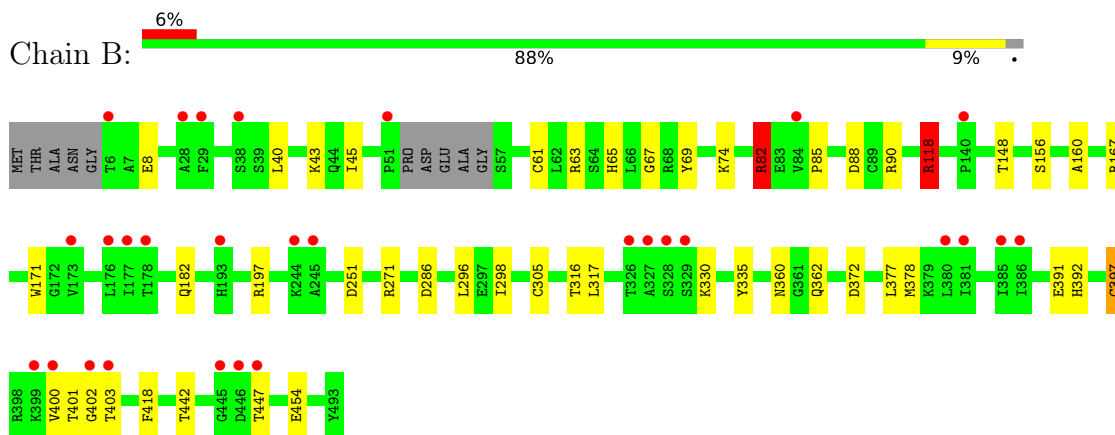 6%
Chain B:
88% 9% •
MET THR ALA ASN GLY T6 A7 E8 A28 F29 S38 S39 L40 K43 Q44 I45 P51 PRO ASP GLU ALA GLY S57 C61 L62 R63 S64 H65 L66 G67 R68 Y69 K74 R82 E83 V84 P85 D88 C89 R90 R118 P140 T148 S156 A160 R167
W171 G172 V173 L176 I177 T178 Q182 H193 R197 K244 A245 D251 R271 D286 L296 E297 I298 C305 T316 L317 T326 A327 S328 S329 K330 Y335 N360 G361 Q362 D372 L377 M378 K379 L380 I381 I385 I386 E391 H392 C397
R398 K399 V400 T401 G402 T403 F418 T442 G445 D446 T447 E454 Y493